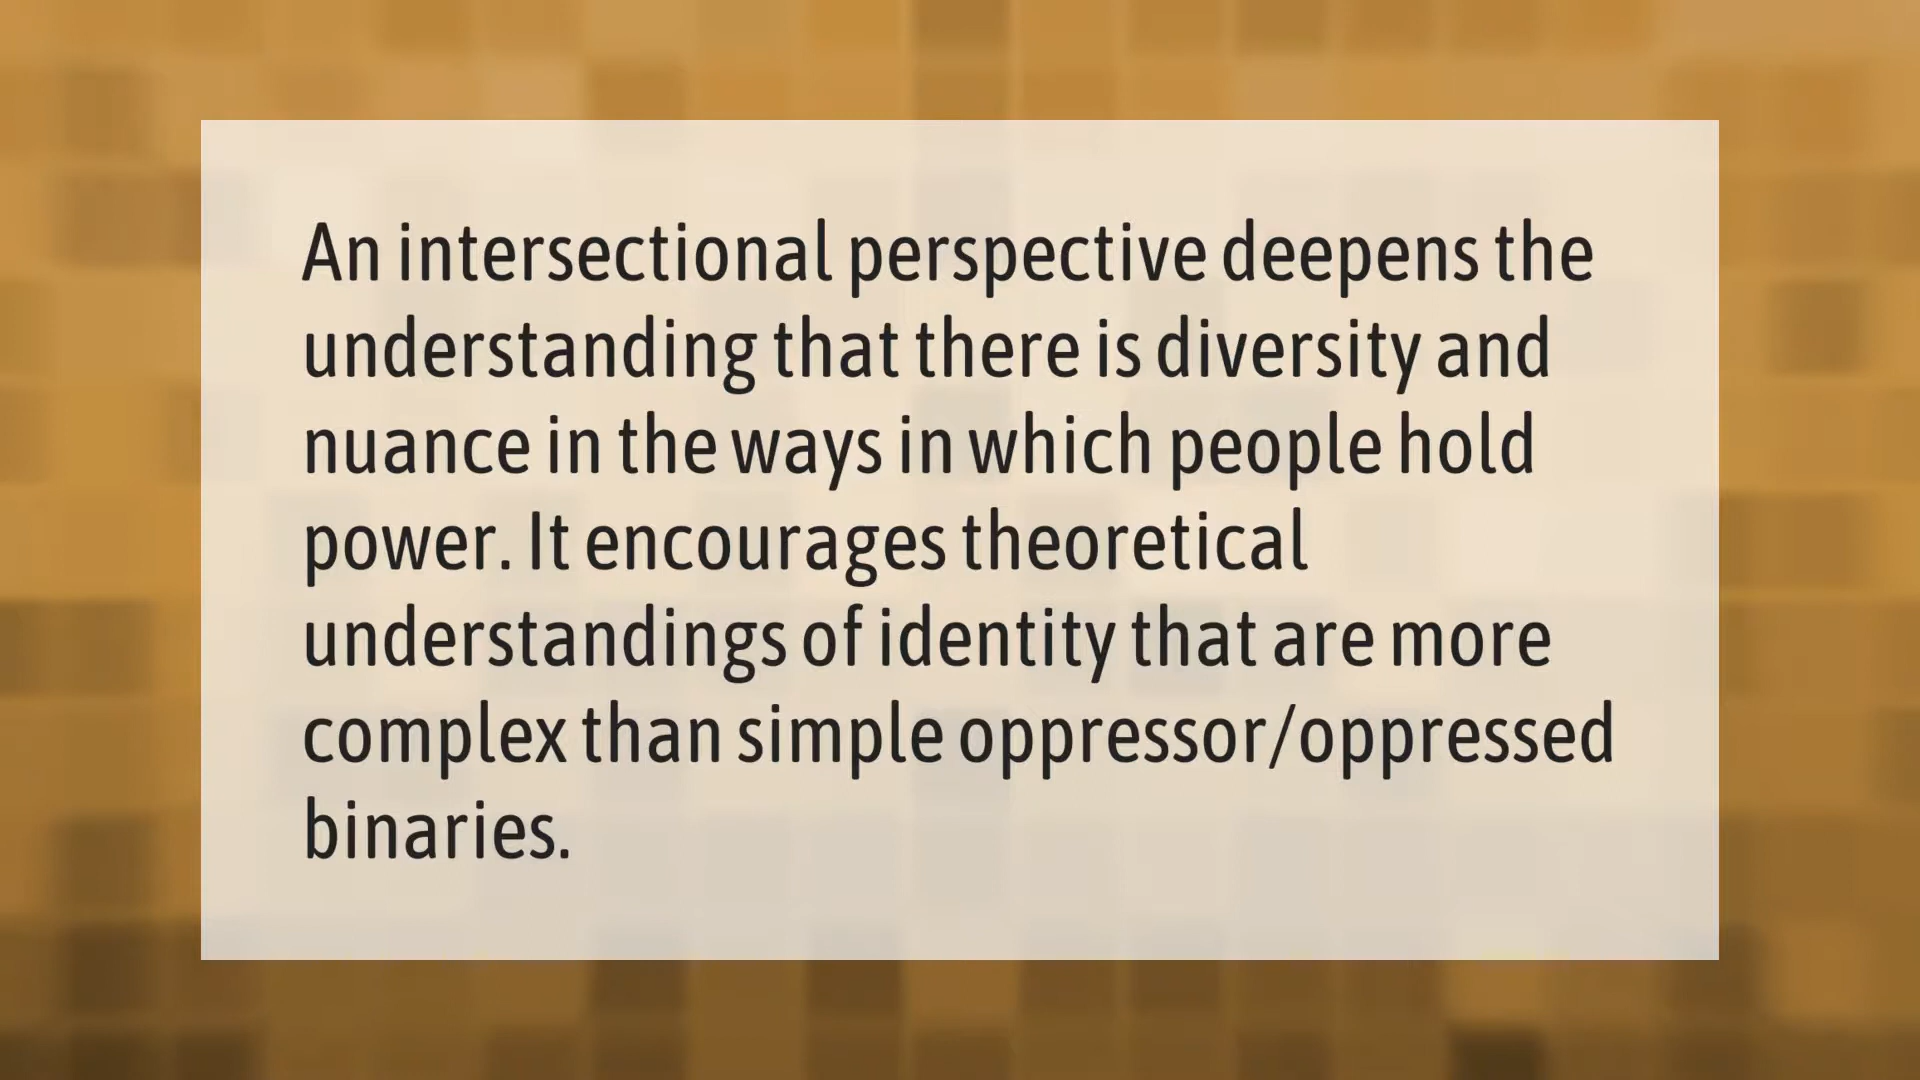 An intersectional perspective deepens the
understanding that there is diversity and
nuance in the ways in which people hold
power. It encourages theoretical
understandings of identity that are more
complex than simple oppressor/oppressed
binaries.